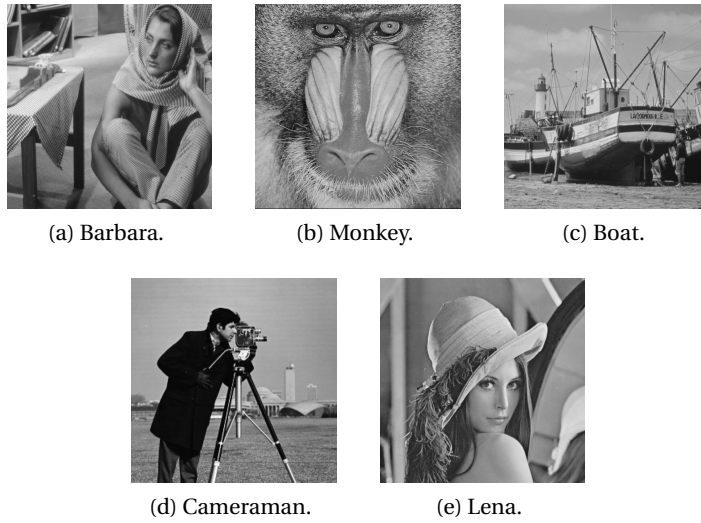 (a) Barbara.
(b) Monkey.
(c) Boat.
(d) Cameraman.
(e) Lena.